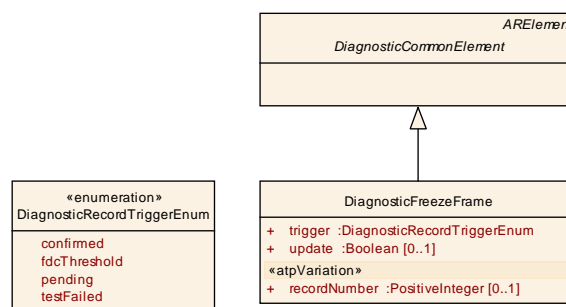 ARElemen
DiagnosticCommonElement
«enumeration»
DiagnosticRecordTriggerEnum
confirmed
fdcThreshold
pending
testFailed
DiagnosticFreezeFrame
+ trigger :DiagnosticRecordTriggerEnum
+ update :Boolean [0..1]
«atpVariation»
+ recordNumber :PositiveInteger [0..1]